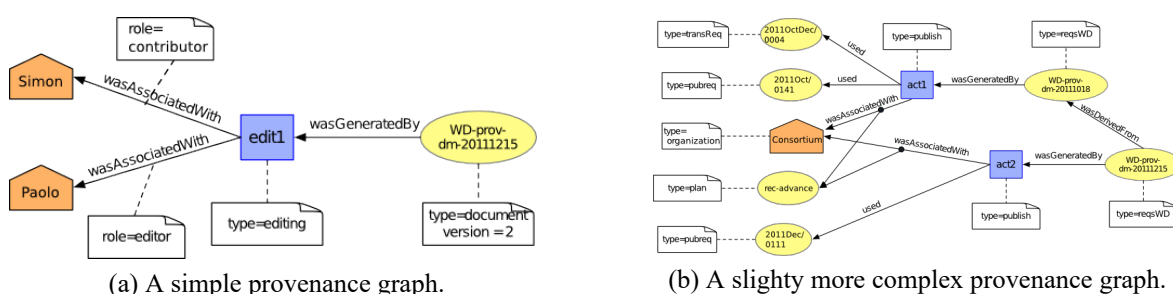 role=
contributor
Simon
wasAssociatedWith
edit1
wasGeneratedBy
WD-prov-
dm-20111215
wasAssociatedWith
Paolo
role=editor
type=editing
type=document
version = 2
(a) A simple provenance graph.
type=transReq
2011OctDec/
0004
used
type=publish
type=reqsWD
type=pubreq
2011Oct/
0141
used
act1
wasGeneratedBy
WD-prov-
dm-20111018
wasAssociatedWith
type=
organization
Consortium
wasAssociatedWith
wasDerivedFrom
act2
wasGeneratedBy
WD-prov-
dm-20111215
type=plan
rec-advance
used
type=publish
type=reqsWD
type=pubreq
2011Dec/
0111
(b) A slighty more complex provenance graph.